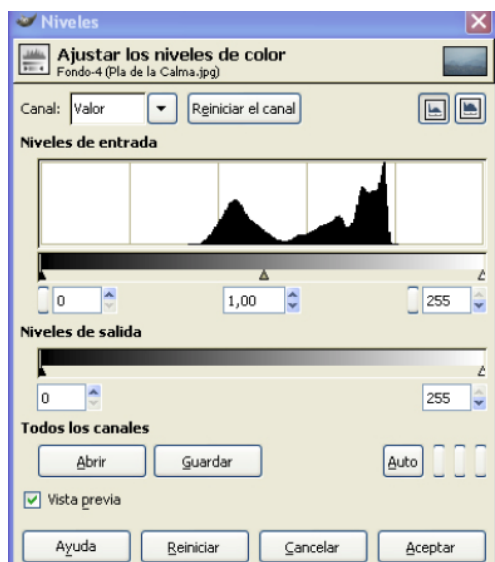 Niveles
Ajustar los niveles de color
Fondo-4 (Pla de la Calma.jpg)
Canal: Valor Reiniciar el canal
Niveles de entrada
0 1,00 255
Niveles de salida
0 255
Todos los canales
Abrir Guardar Auto
Vista previa
Ayuda Reiniciar Cancelar Aceptar